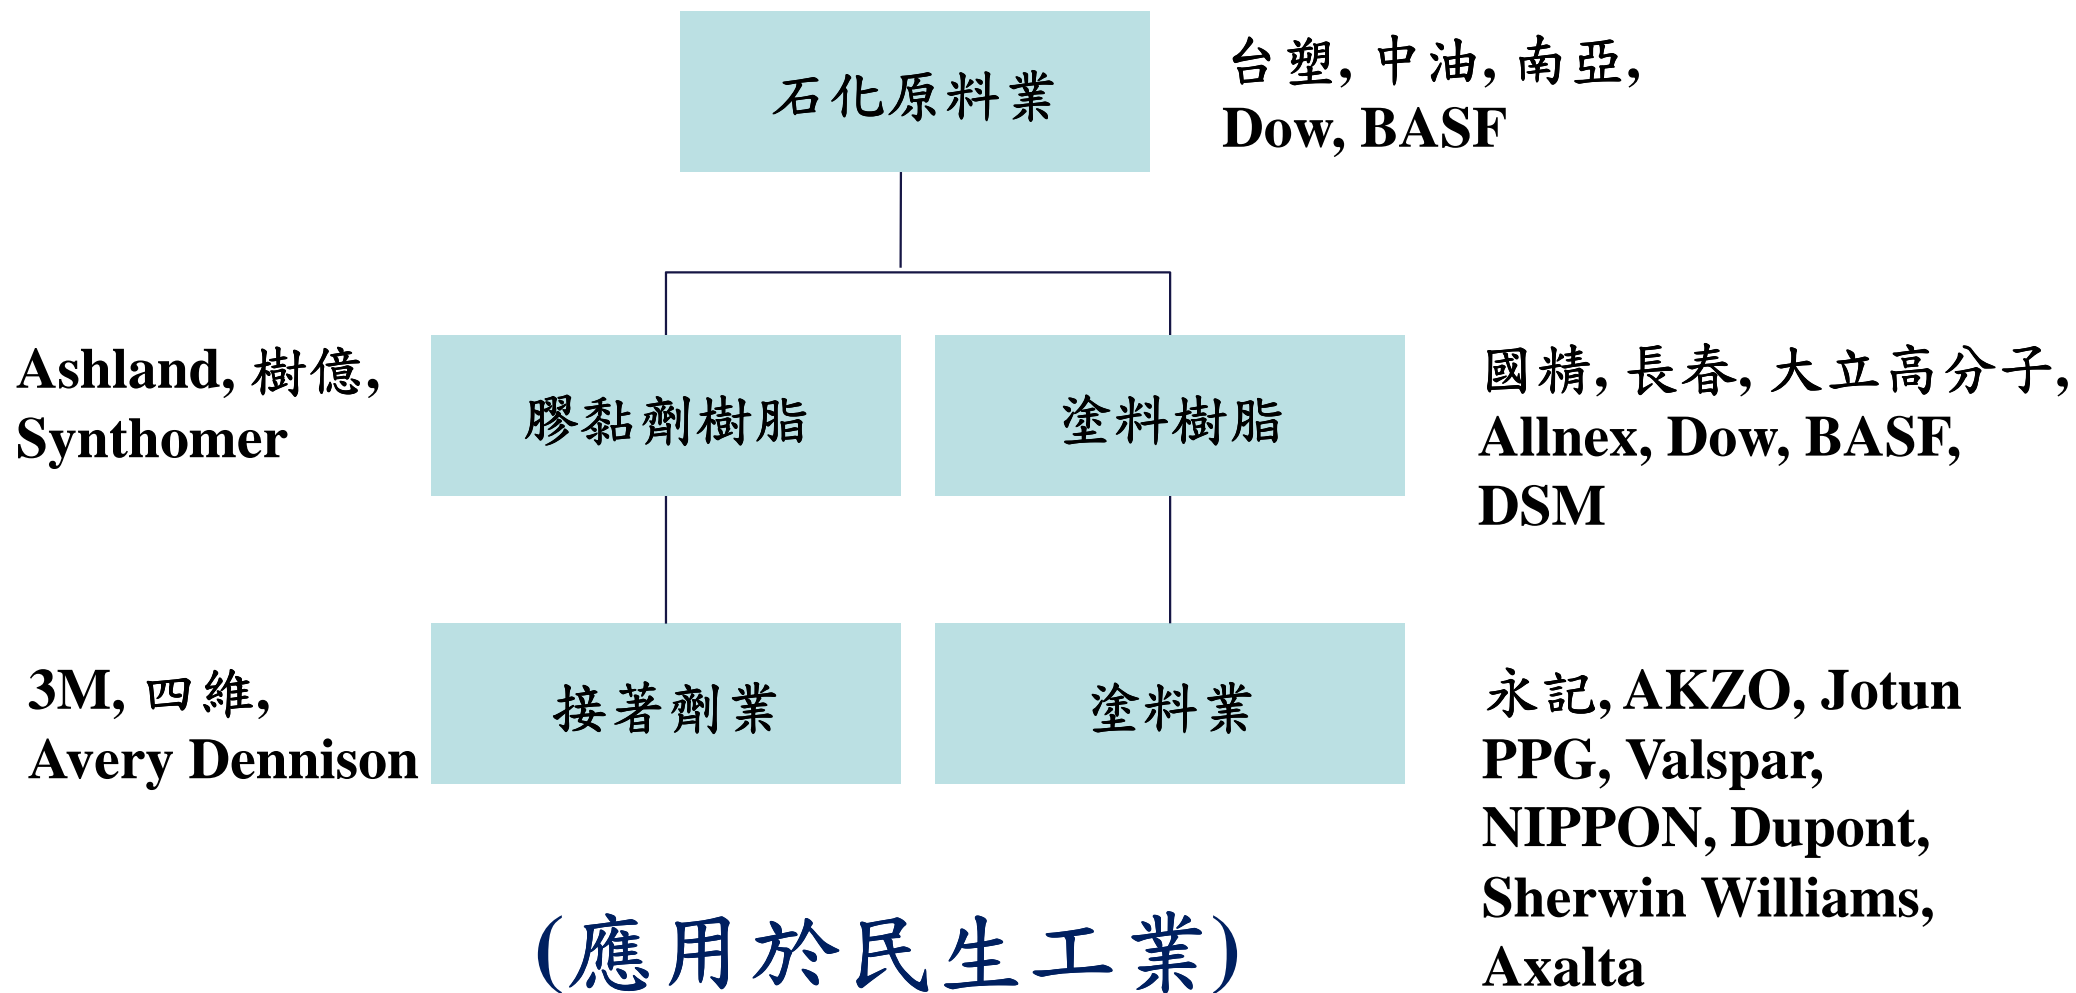 石化原料業
台塑, 中油, 南亞,
Dow, BASF
Ashland, 樹億,
Synthomer
膠黏劑樹脂
塗料樹脂
國精, 長春, 大立高分子,
Allnex, Dow, BASF,
DSM
3M, 四維,
Avery Dennison
接著劑業
塗料業
永記, AKZO, Jotun
PPG, Valspar,
NIPPON, Dupont,
Sherwin Williams,
Axalta
(應用於民生工業)